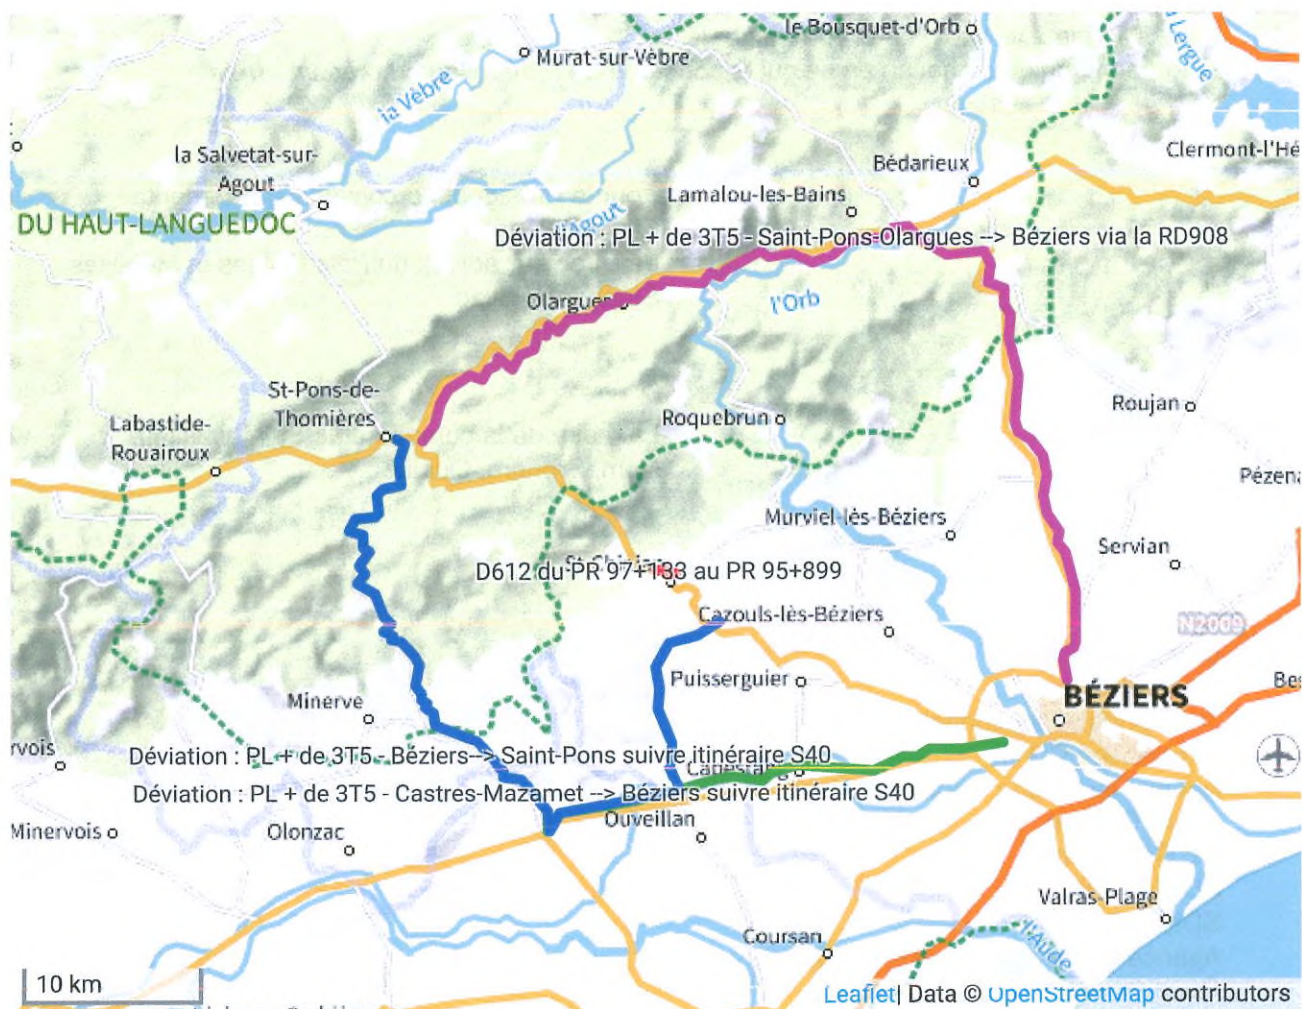 le Bousquet-d'Orb
Lergue
Murat-sur-Vèbre
la Vèbre
la Salvetat-sur-
Agout
Clermont-l'Hé
Bédarieux
Lamalou-les-Bains
DU HAUT-LANGUEDOC
l'Agout
Déviation : PL + de 3T5 - Saint-Pons-Olargues --> Béziers via la RD908
Olargues
l'Orb
St-Pons-de-
Thomières
Labastide-
Rouairoux
Roquebrun
Roujan
Pézena
Murviel-lès-Béziers
Servian
D612 du PR 97+133 au PR 95+899
Cazouls-lès-Béziers
N2009
Puisserguier
Bes
BÉZIERS
Minerve
rvois
Déviation : PL + de 3T5 - Béziers--> Saint-Pons suivre itinéraire S40
Capestang
Déviation : PL + de 3T5 - Castres-Mazamet --> Béziers suivre itinéraire S40
Minervois
Olonzac
Ouveillan
Valras-Plage
Coursan
l'Aude
10 km
Leaflet| Data © OpenStreetMap contributors